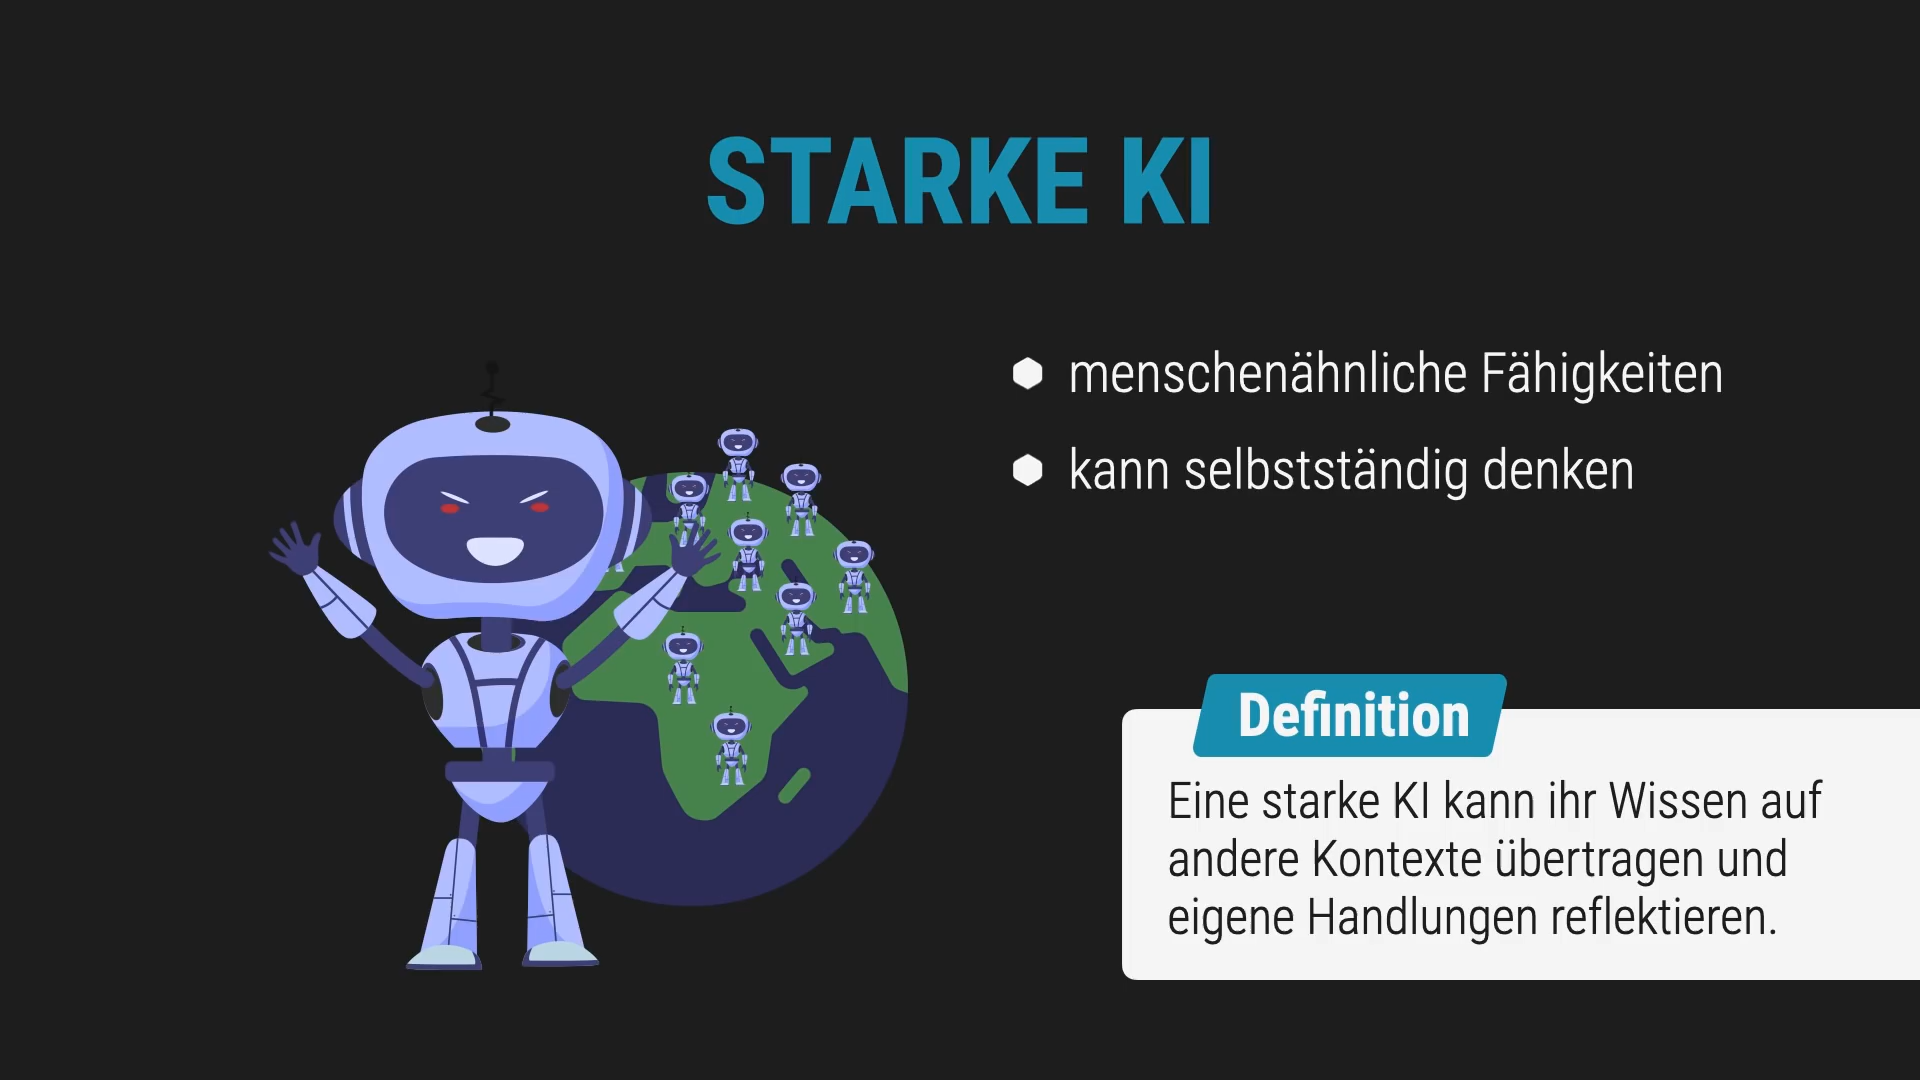 STARKE KI
menschenähnliche Fähigkeiten
kann selbstständig denken
Definition
Eine starke KI kann ihr Wissen auf
andere Kontexte übertragen und
eigene Handlungen reflektieren.